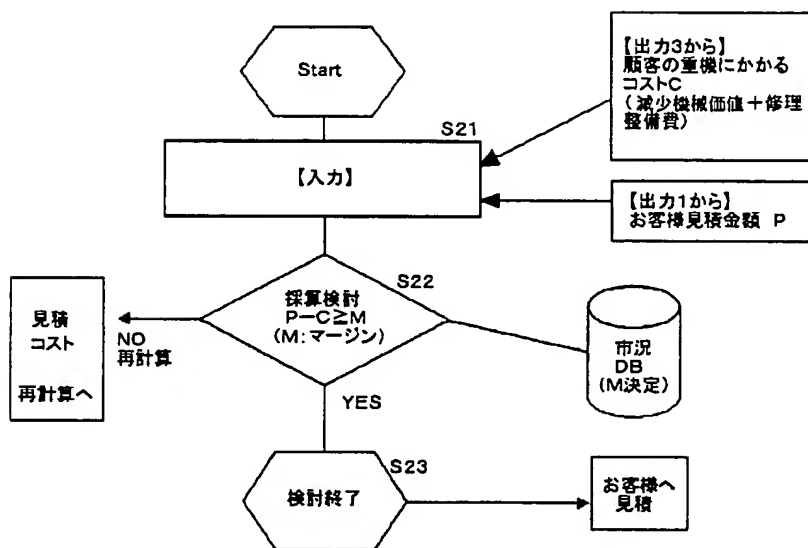 Start
【出力3から】
顧客の重機にかかる
コストC
(減少機械価値+修理
整備費)
S21
【入力】
【出力1から】
お客様見積金額 P
S22
採算検討
P-C≧M
(M:マージン)
見積
コスト
再計算へ
NO
再計算
市況
DB
(M決定)
YES
S23
検討終了
お客様へ
見積